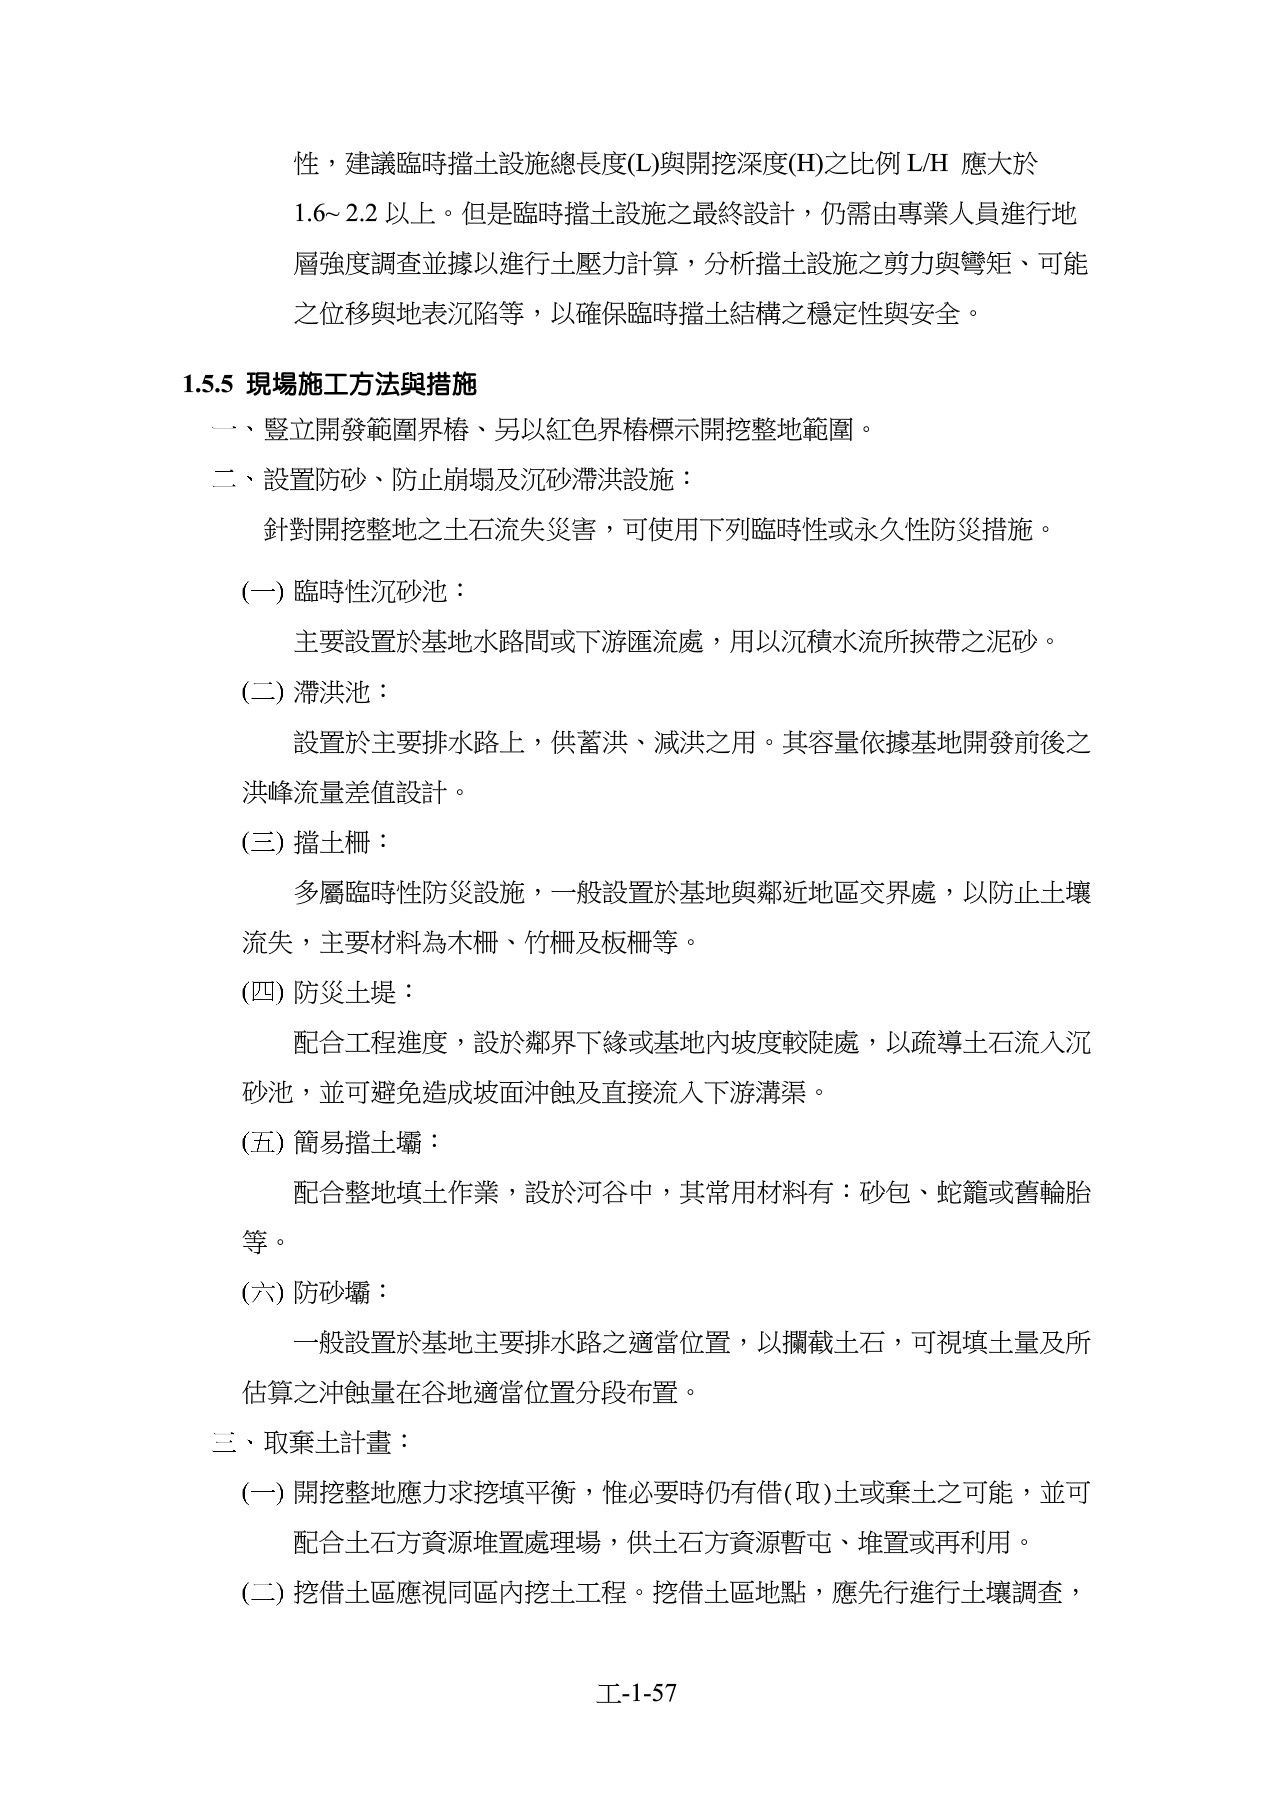 性，建議臨時擋土設施總長度(L)與開挖深度(H)之比例 L/H 應大於
1.6~ 2.2 以上。但是臨時擋土設施之最終設計，仍需由專業人員進行地
層強度調查並據以進行土壓力計算，分析擋土設施之剪力與彎矩、可能
之位移與地表沉陷等，以確保臨時擋土結構之穩定性與安全。
1.5.5 現場施工方法與措施
一、豎立開發範圍界樁、另以紅色界樁標示開挖整地範圍。
二、設置防砂、防止崩塌及沉砂滯洪設施：
針對開挖整地之土石流失災害，可使用下列臨時性或永久性防災措施。
(一) 臨時性沉砂池：
主要設置於基地水路間或下游匯流處，用以沉積水流所挾帶之泥砂。
(二) 滯洪池：
設置於主要排水路上，供蓄洪、減洪之用。其容量依據基地開發前後之
洪峰流量差值設計。
(三) 擋土柵：
多屬臨時性防災設施，一般設置於基地與鄰近地區交界處，以防止土壤
流失，主要材料為木柵、竹柵及板柵等。
(四) 防災土堤：
配合工程進度，設於鄰界下緣或基地內坡度較陡處，以疏導土石流入沉
砂池，並可避免造成坡面沖蝕及直接流入下游溝渠。
(五) 簡易擋土壩：
配合整地填土作業，設於河谷中，其常用材料有：砂包、蛇籠或舊輪胎
等。
(六) 防砂壩：
一般設置於基地主要排水路之適當位置，以攔截土石，可視填土量及所
估算之沖蝕量在谷地適當位置分段布置。
三、取棄土計畫：
(一) 開挖整地應力求挖填平衡，惟必要時仍有借(取)土或棄土之可能，並可
配合土石方資源堆置處理場，供土石方資源暫屯、堆置或再利用。
(二) 挖借土區應視同區內挖土工程。挖借土區地點，應先行進行土壤調查，
工-1-57